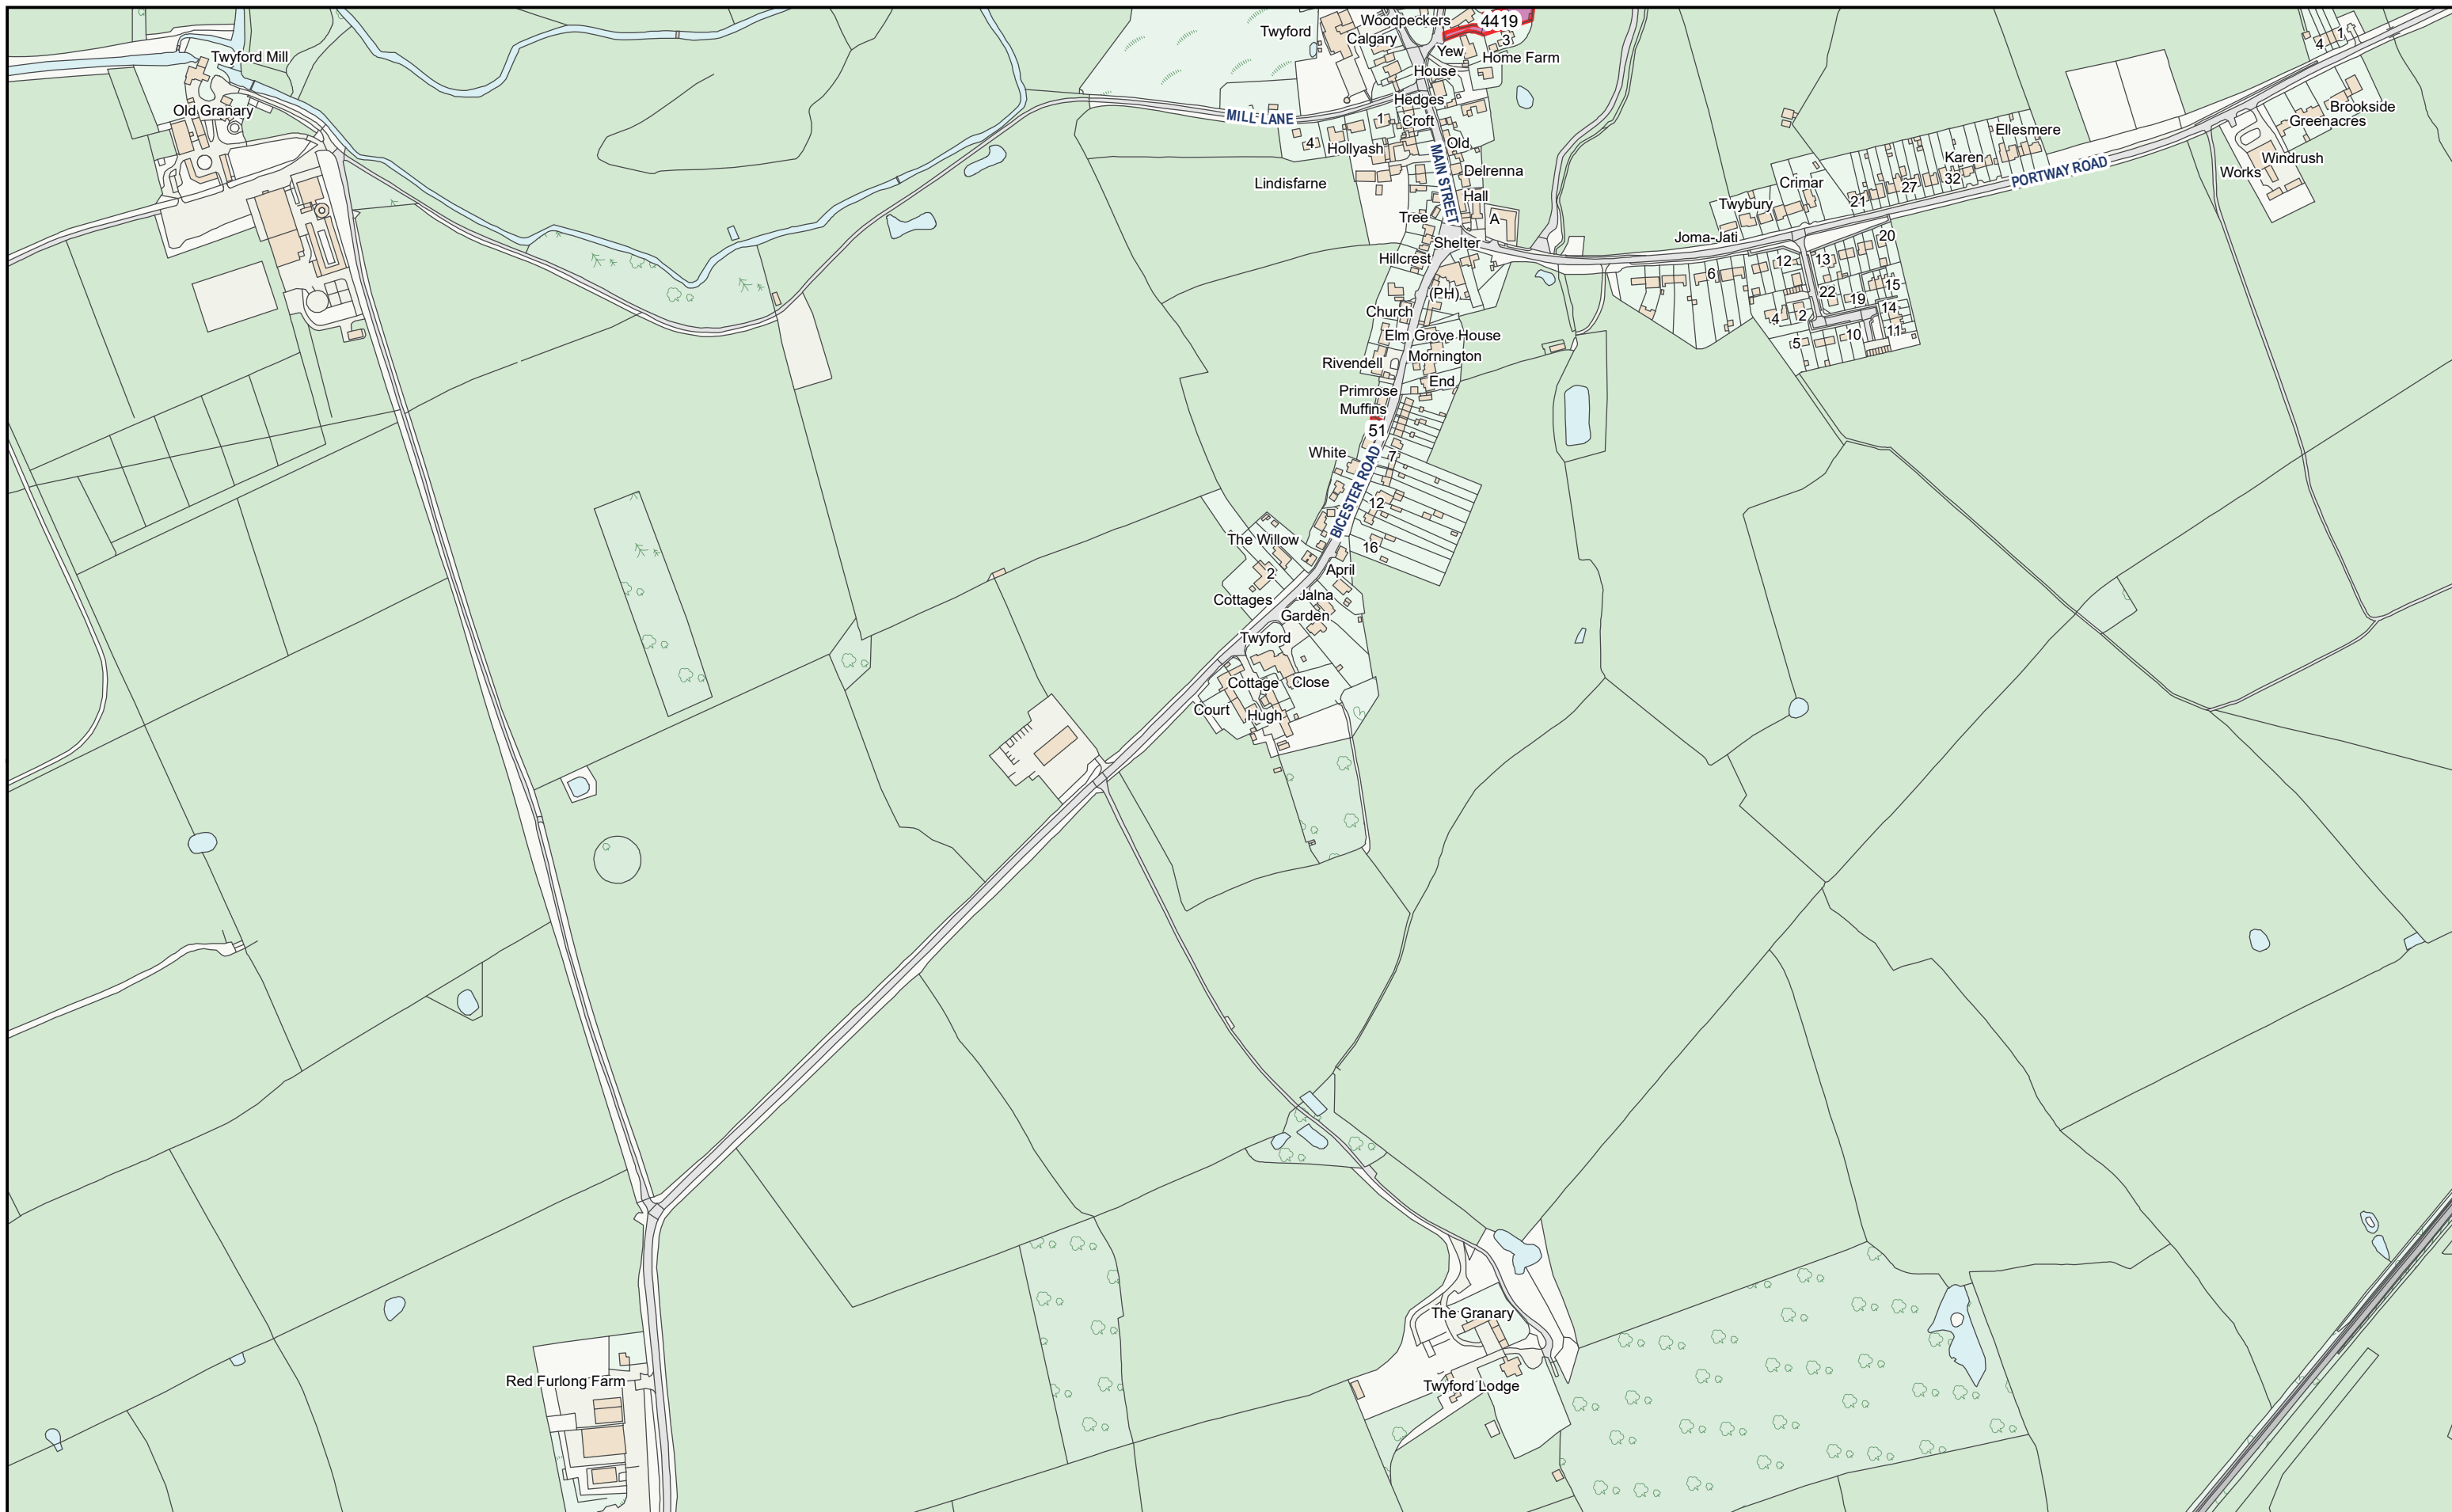 Woodpeckers
4419
Twyford
Calgary
3
Yew
Home Farm
4
1
Twyford Mill
House
Old Granary
Hedges
Brookside
MILL LANE
1
Croft
Greenacres
Ellesmere
4
Hollyash
Old
MAIN STREET
Karen
Windrush
Delrenna
PORTWAY ROAD
Works
Lindisfarne
Crimar
32
27
Hall
21
Twybury
Tree
A
Joma-Jati
20
Shelter
Hillcrest
12
13
6
15
(PH)
22
19
14
Church
4
2
11
Elm Grove House
10
5
Mornington
Rivendell
End
Primrose
Muffins
51
White
7
BICESTER ROAD
12
The Willow
16
2
April
Cottages
Jalna
Garden
Twyford
Cottage
Close
Court
Hugh
The Granary
Red Furlong Farm
Twyford Lodge